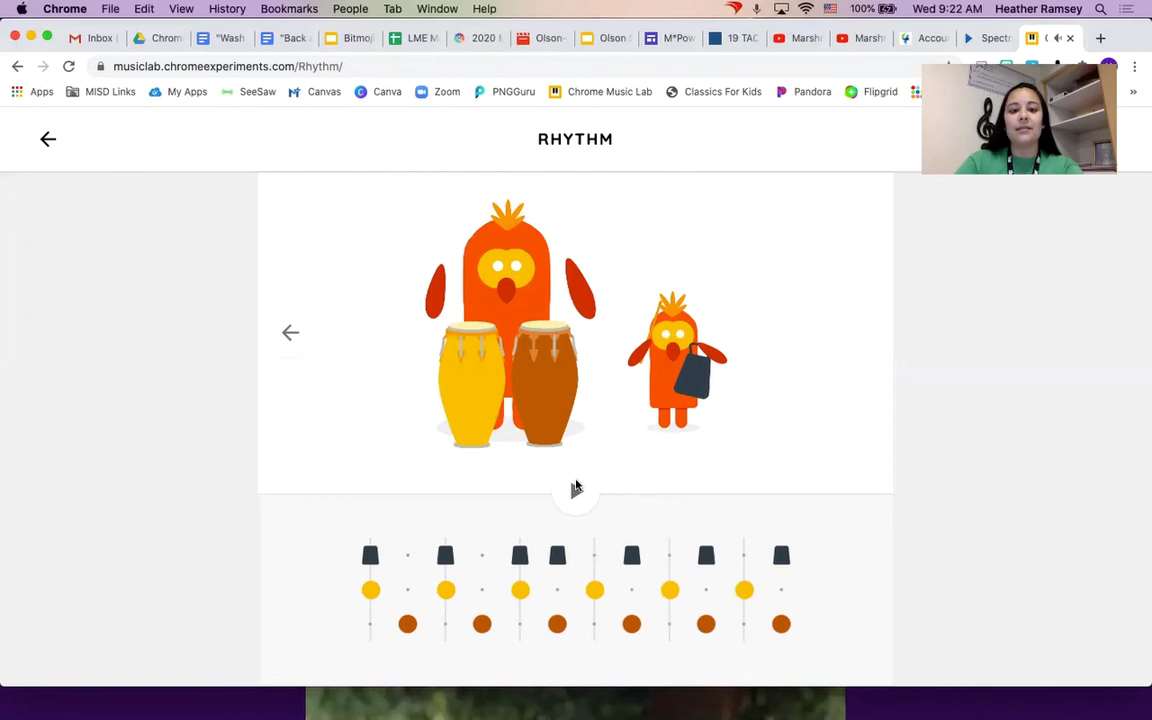 Chrome File Edit View History Bookmarks People Tab Window Help 100% Wed 9:22 AM Heather Ramsey
Inbox ( Chrom "Wash "Back Bitmoji LME M 2020 M Olson- Olson M*Pow 19 TAC Marsh Marsh Accou Spectr
musiclab.chromeexperiments.com/Rhythm/
Apps MISD Links My Apps SeeSaw Canvas Canva Zoom PNGGuru Chrome Music Lab Classics For Kids Pandora Flipgrid »
RHYTHM